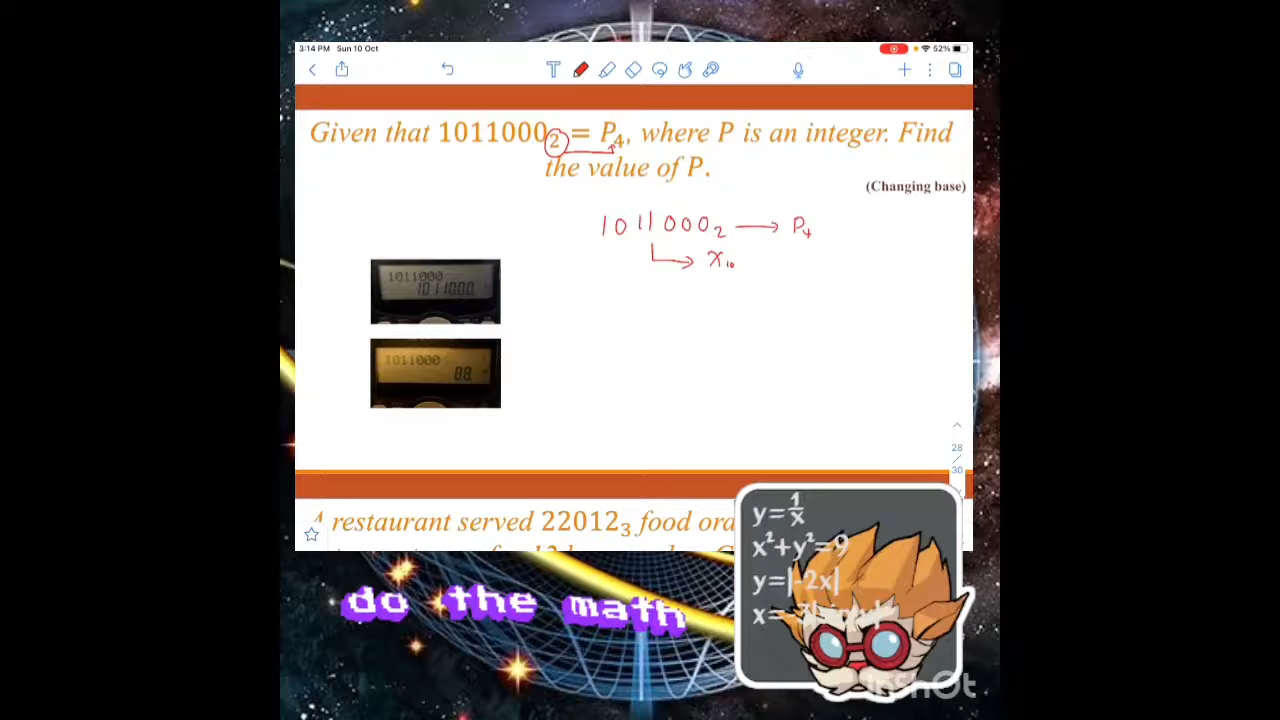 3:14 PM Sun 10 Oct
52%
Given that 1011000₂ = P₄, where P is an integer. Find
the value of P.
(Changing base)
1011000₂ → P₄
x₁₀
1011000
1011000.
1011000
88.
28
/
30
A restaurant served 22012₃ food ord
y=1/x
x²+y²=9
y=|-2x|
do the math